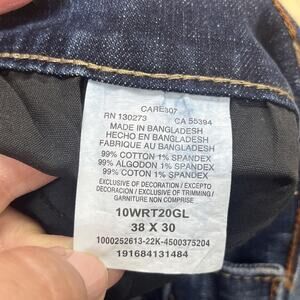 CARE307
RN 130273 CA 55394
MADE IN BANGLADESH
HECHO EN BANGLADESH
FABRIQUE AU BANGLADESH
99% COTTON 1% SPANDEX
99% ALGODON 1% SPANDEX
99% COTON 1% SPANDEX
EXCLUSIVE OF DECORATION / EXCEPTO
DECORACION / EXCLUSIVE OF TRIMMING /
GARNITURE NON COMPRISE
10WRT20GL
38 X 30
1000252613-22K-4500375204
191684131484